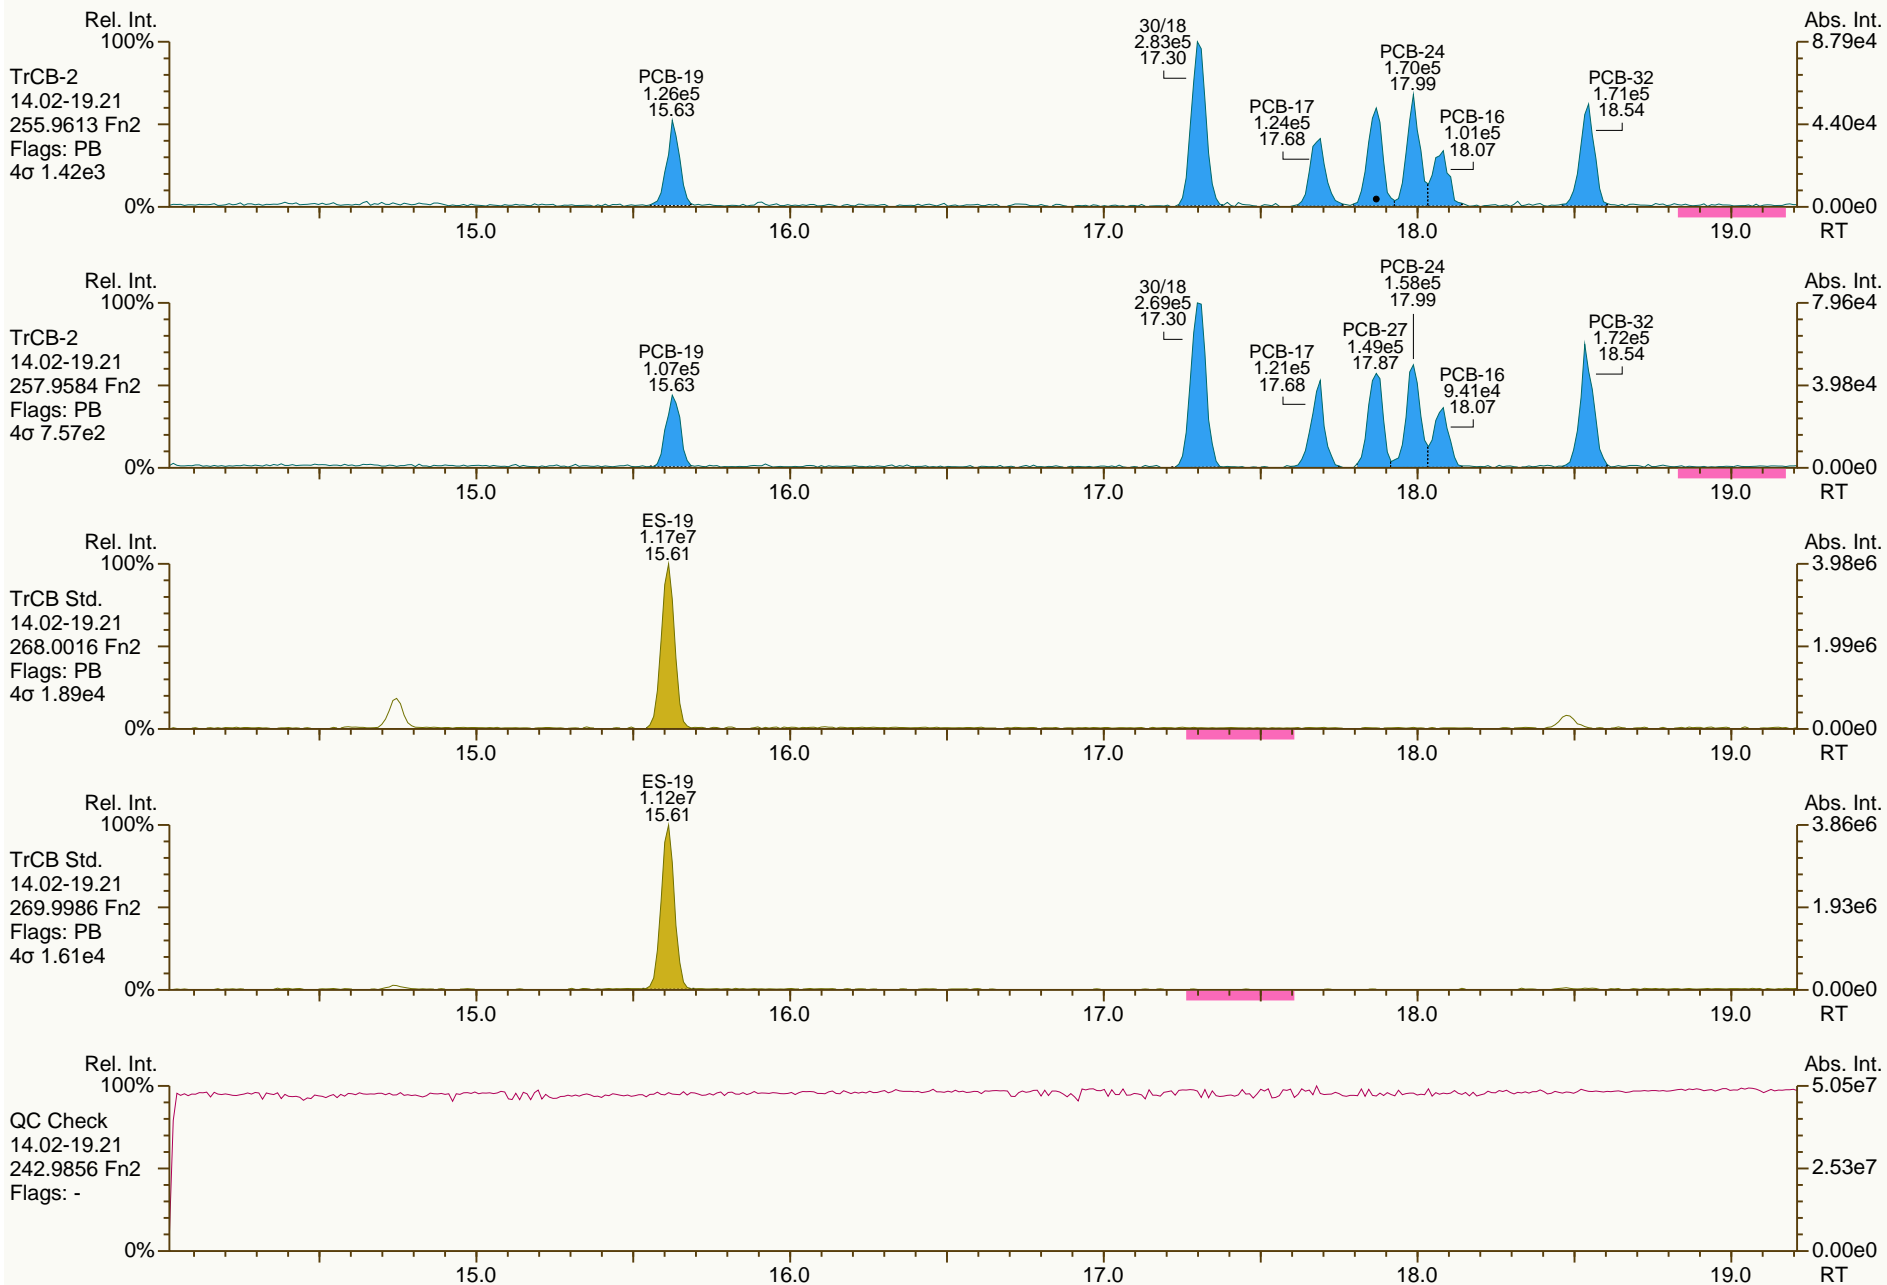 Rel. Int.
100%
0%
TrCB-2
14.02-19.21
255.9613 Fn2
Flags: PB
4σ 1.42e3
PCB-19
1.26e5
15.63
30/18
2.83e5
17.30
PCB-17
1.24e5
17.68
PCB-24
1.70e5
17.99
PCB-16
1.01e5
18.07
PCB-32
1.71e5
18.54
Abs. Int.
8.79e4
4.40e4
0.00e0
15.0 16.0 17.0 18.0 19.0 RT
Rel. Int.
100%
0%
TrCB-2
14.02-19.21
257.9584 Fn2
Flags: PB
4σ 7.57e2
PCB-19
1.07e5
15.63
30/18
2.69e5
17.30
PCB-17
1.21e5
17.68
PCB-27
1.49e5
17.87
PCB-24
1.58e5
17.99
PCB-16
9.41e4
18.07
PCB-32
1.72e5
18.54
Abs. Int.
7.96e4
3.98e4
0.00e0
15.0 16.0 17.0 18.0 19.0 RT
Rel. Int.
100%
0%
TrCB Std.
14.02-19.21
268.0016 Fn2
Flags: PB
4σ 1.89e4
ES-19
1.17e7
15.61
Abs. Int.
3.98e6
1.99e6
0.00e0
15.0 16.0 17.0 18.0 19.0 RT
Rel. Int.
100%
0%
TrCB Std.
14.02-19.21
269.9986 Fn2
Flags: PB
4σ 1.61e4
ES-19
1.12e7
15.61
Abs. Int.
3.86e6
1.93e6
0.00e0
15.0 16.0 17.0 18.0 19.0 RT
Rel. Int.
100%
0%
QC Check
14.02-19.21
242.9856 Fn2
Flags: -
Abs. Int.
5.05e7
2.53e7
0.00e0
15.0 16.0 17.0 18.0 19.0 RT